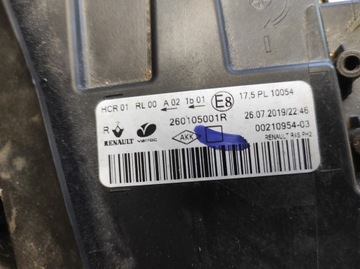 HCR 01 RL 00 A 02 1b 01 E8 17,5 PL 10054
R 260105001R 26.07.2019/22:46
RENAULT valeo AKK 00210954-03
RENAULT R4S PH2